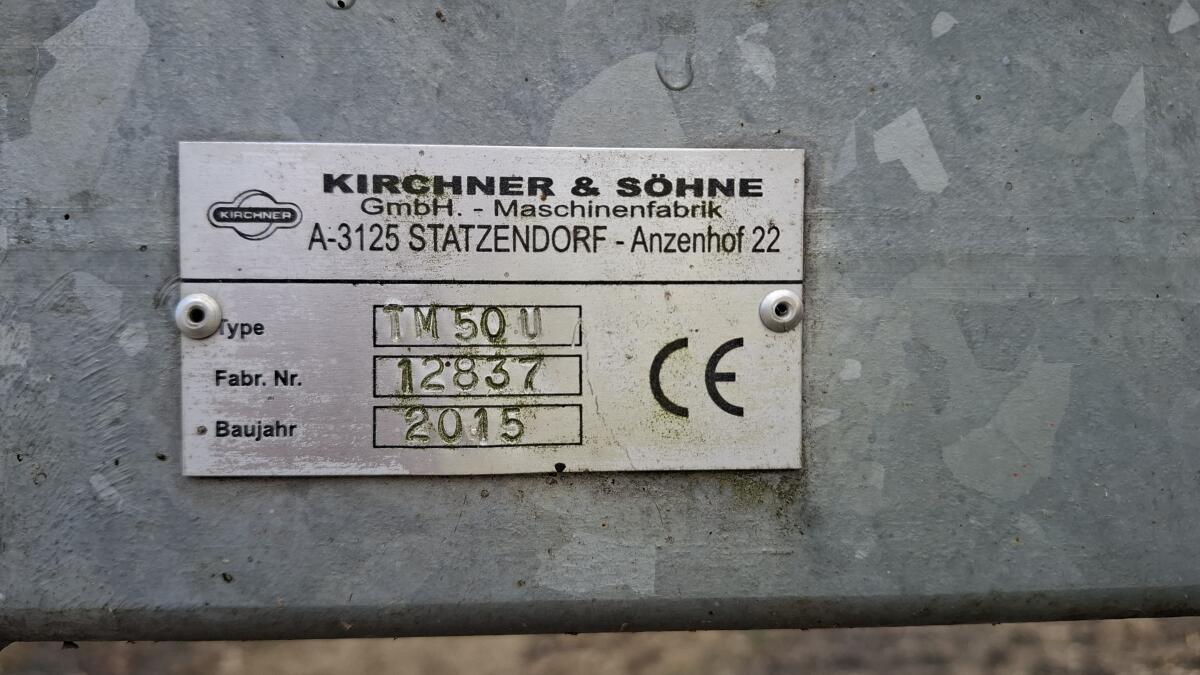 KIRCHNER & SÖHNE
KIRCHNER
GmbH. - Maschinenfabrik
A-3125 STATZENDORF - Anzenhof 22
Type TM 50 U
Fabr. Nr. 12837
Baujahr 2015
CE